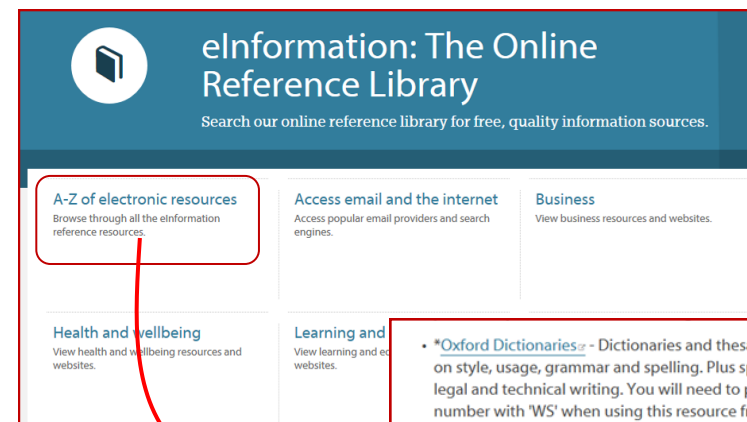 eInformation: The Online
Reference Library
Search our online reference library for free, quality information sources.
A-Z of electronic resources
Browse through all the eInformation
reference resources.
Access email and the internet
Access popular email providers and search
engines.
Business
View business resources and websites.
Health and wellbeing
View health and wellbeing resources and
websites.
Learning and
View learning and
websites.
• *Oxford Dictionaries - Dictionaries and
on style, usage, grammar and spelling. Plus
legal and technical writing. You will need to
number with 'WS' when using this resource